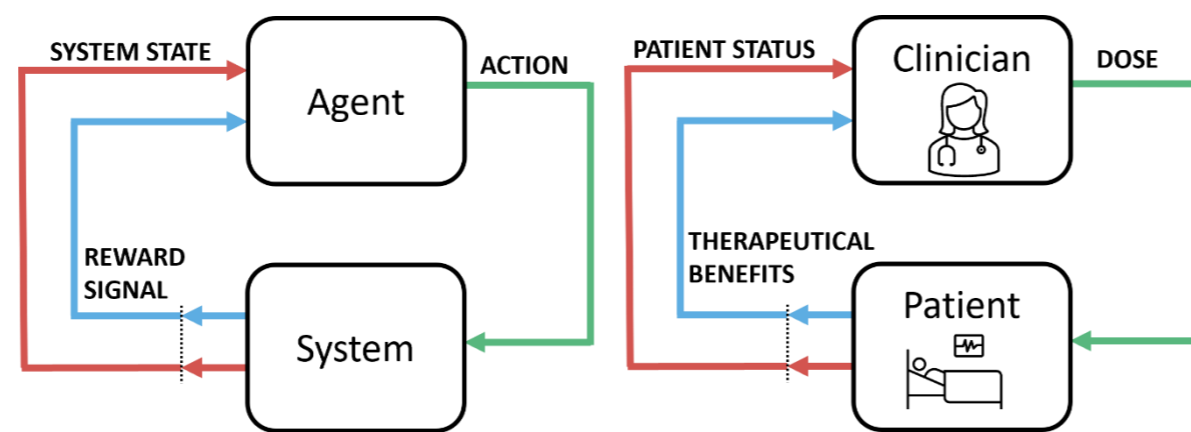 SYSTEM STATE
Agent
ACTION
REWARD
SIGNAL
System
PATIENT STATUS
Clinician
DOSE
THERAPEUTICAL
BENEFITS
Patient